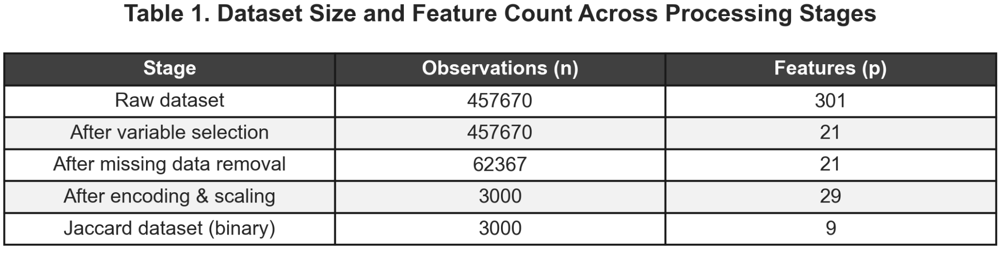 Table 1. Dataset Size and Feature Count Across Processing Stages
Stage Observations (n) Features (p)
Raw dataset 457670 301
After variable selection 457670 21
After missing data removal 62367 21
After encoding & scaling 3000 29
Jaccard dataset (binary) 3000 9